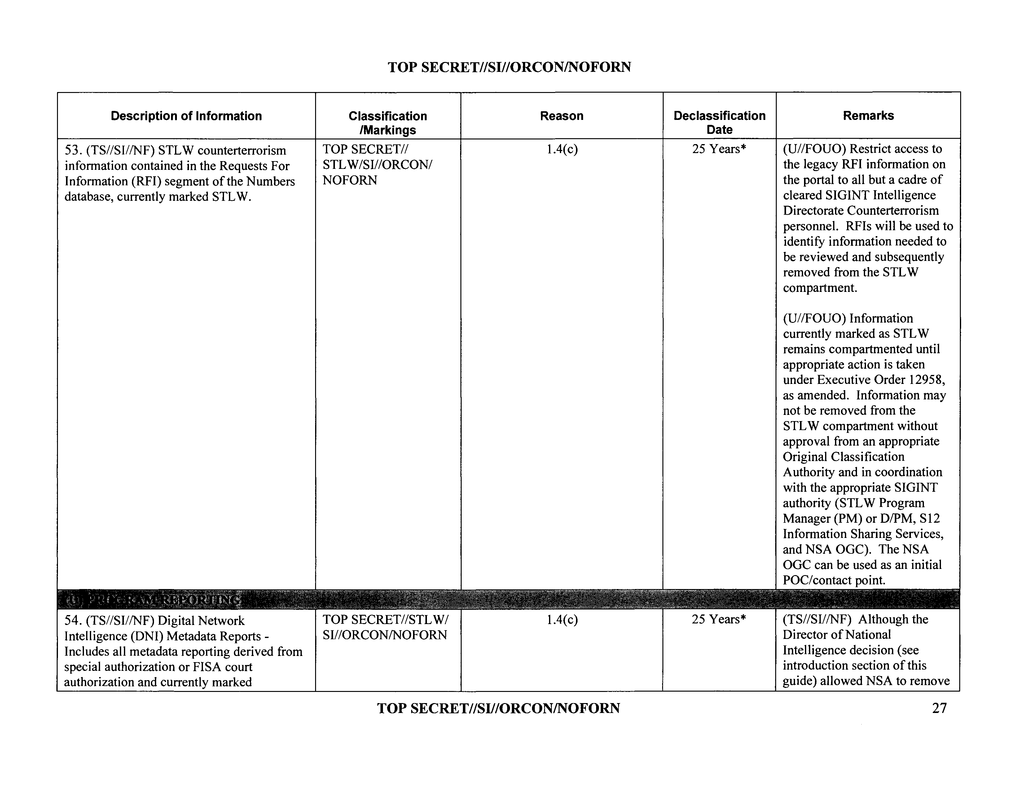 TOP SECRET//SI//ORCON/NOFORN
Description of Information
Classification
/Markings
Reason
Declassification
Date
Remarks
53. (TS//SI//NF) STLW counterterrorism
information contained in the Requests For
Information (RFI) segment of the Numbers
database, currently marked STLW.
TOP SECRET//
STLW/SI//ORCON/
NOFORN
1.4(c)
25 Years*
(U//FOUO) Restrict access to
the legacy RFI information on
the portal to all but a cadre of
cleared SIGINT Intelligence
Directorate Counterterrorism
personnel. RFIs will be used to
identify information needed to
be reviewed and subsequently
removed from the STLW
compartment.
(U//FOUO) Information
currently marked as STLW
remains compartmented until
appropriate action is taken
under Executive Order 12958,
as amended. Information may
not be removed from the
STLW compartment without
approval from an appropriate
Original Classification
Authority and in coordination
with the appropriate SIGINT
authority (STLW Program
Manager (PM) or D/PM, S12
Information Sharing Services,
and NSA OGC). The NSA
OGC can be used as an initial
POC/contact point.
(U) PROGRAM REPORTING
54. (TS//SI//NF) Digital Network
Intelligence (DNI) Metadata Reports -
Includes all metadata reporting derived from
special authorization or FISA court
authorization and currently marked
TOP SECRET//STLW/
SI//ORCON/NOFORN
1.4(c)
25 Years*
(TS//SI//NF) Although the
Director of National
Intelligence decision (see
introduction section of this
guide) allowed NSA to remove
TOP SECRET//SI//ORCON/NOFORN
27